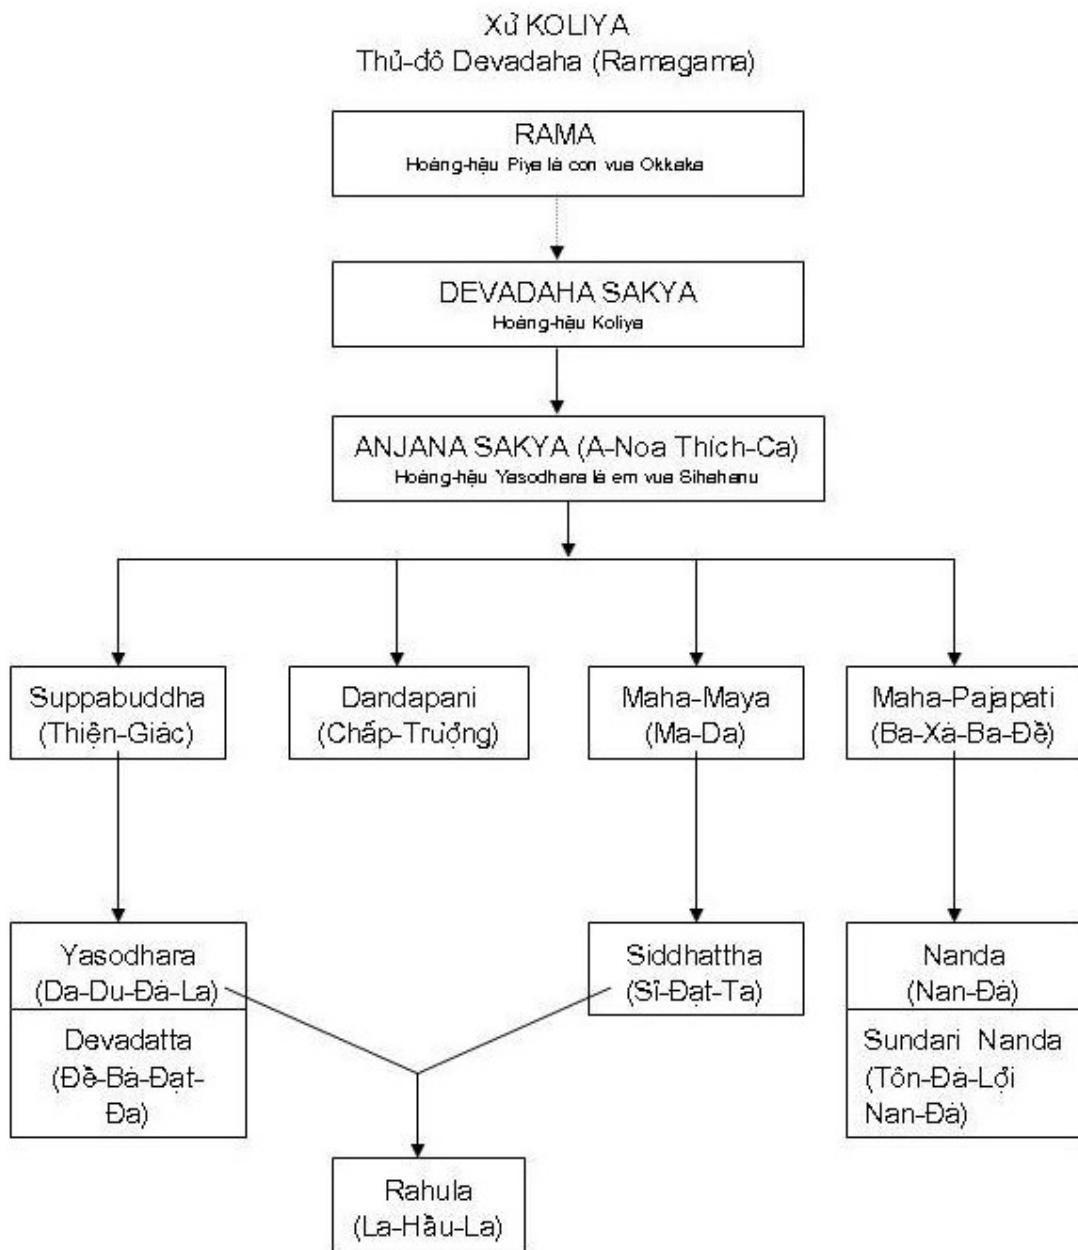 Xứ KOLIYA
Thủ-đô Devadaha (Ramagama)
RAMA
Hoàng-hậu Piya là con vua Okkaka
DEVADAHA SAKYA
Hoàng-hậu Koliya
ANJANA SAKYA (A-Noa Thích-Ca)
Hoàng-hậu Yasodhara là em vua Sihahanu
Suppabuddha
(Thiện-Giác)
Dandapani
(Chấp-Trượng)
Maha-Maya
(Ma-Da)
Maha-Pajapati
(Ba-Xà-Ba-Đề)
Yasodhara
(Da-Du-Đà-La)
Devadatta
(Đề-Bà-Đạt-
Đa)
Siddhattha
(Sĩ-Đạt-Ta)
Nanda
(Nan-Đà)
Sundari Nanda
(Tôn-Đà-Lợi
Nan-Đà)
Rahula
(La-Hầu-La)